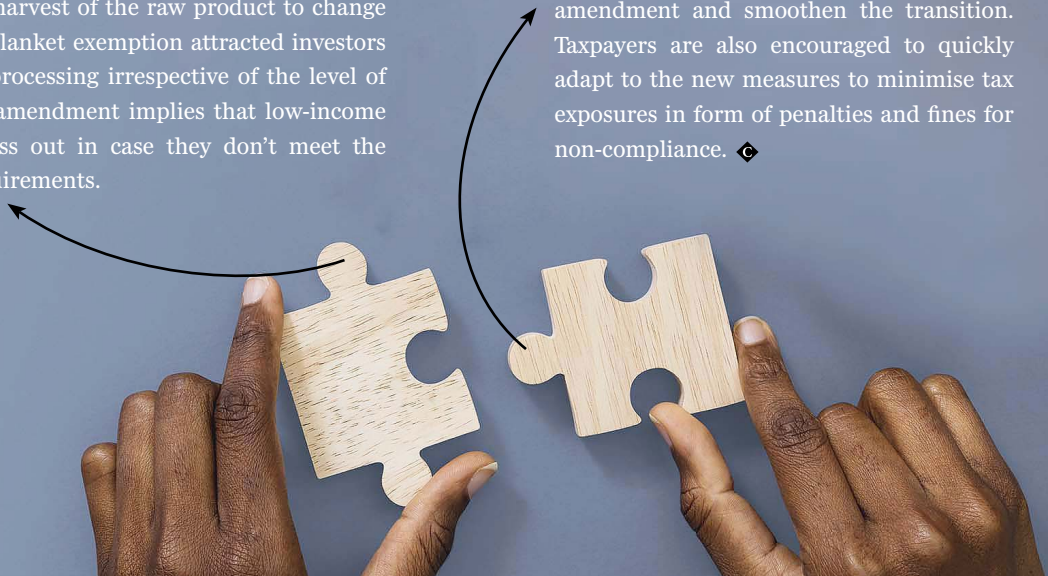 harvest of the raw product to change
lanket exemption attracted investors
rocessing irrespective of the level of
amendment implies that low-income
ss out in case they don't meet the
irements.
amendment and smoothen the transition.
Taxpayers are also encouraged to quickly
adapt to the new measures to minimise tax
exposures in form of penalties and fines for
non-compliance. C